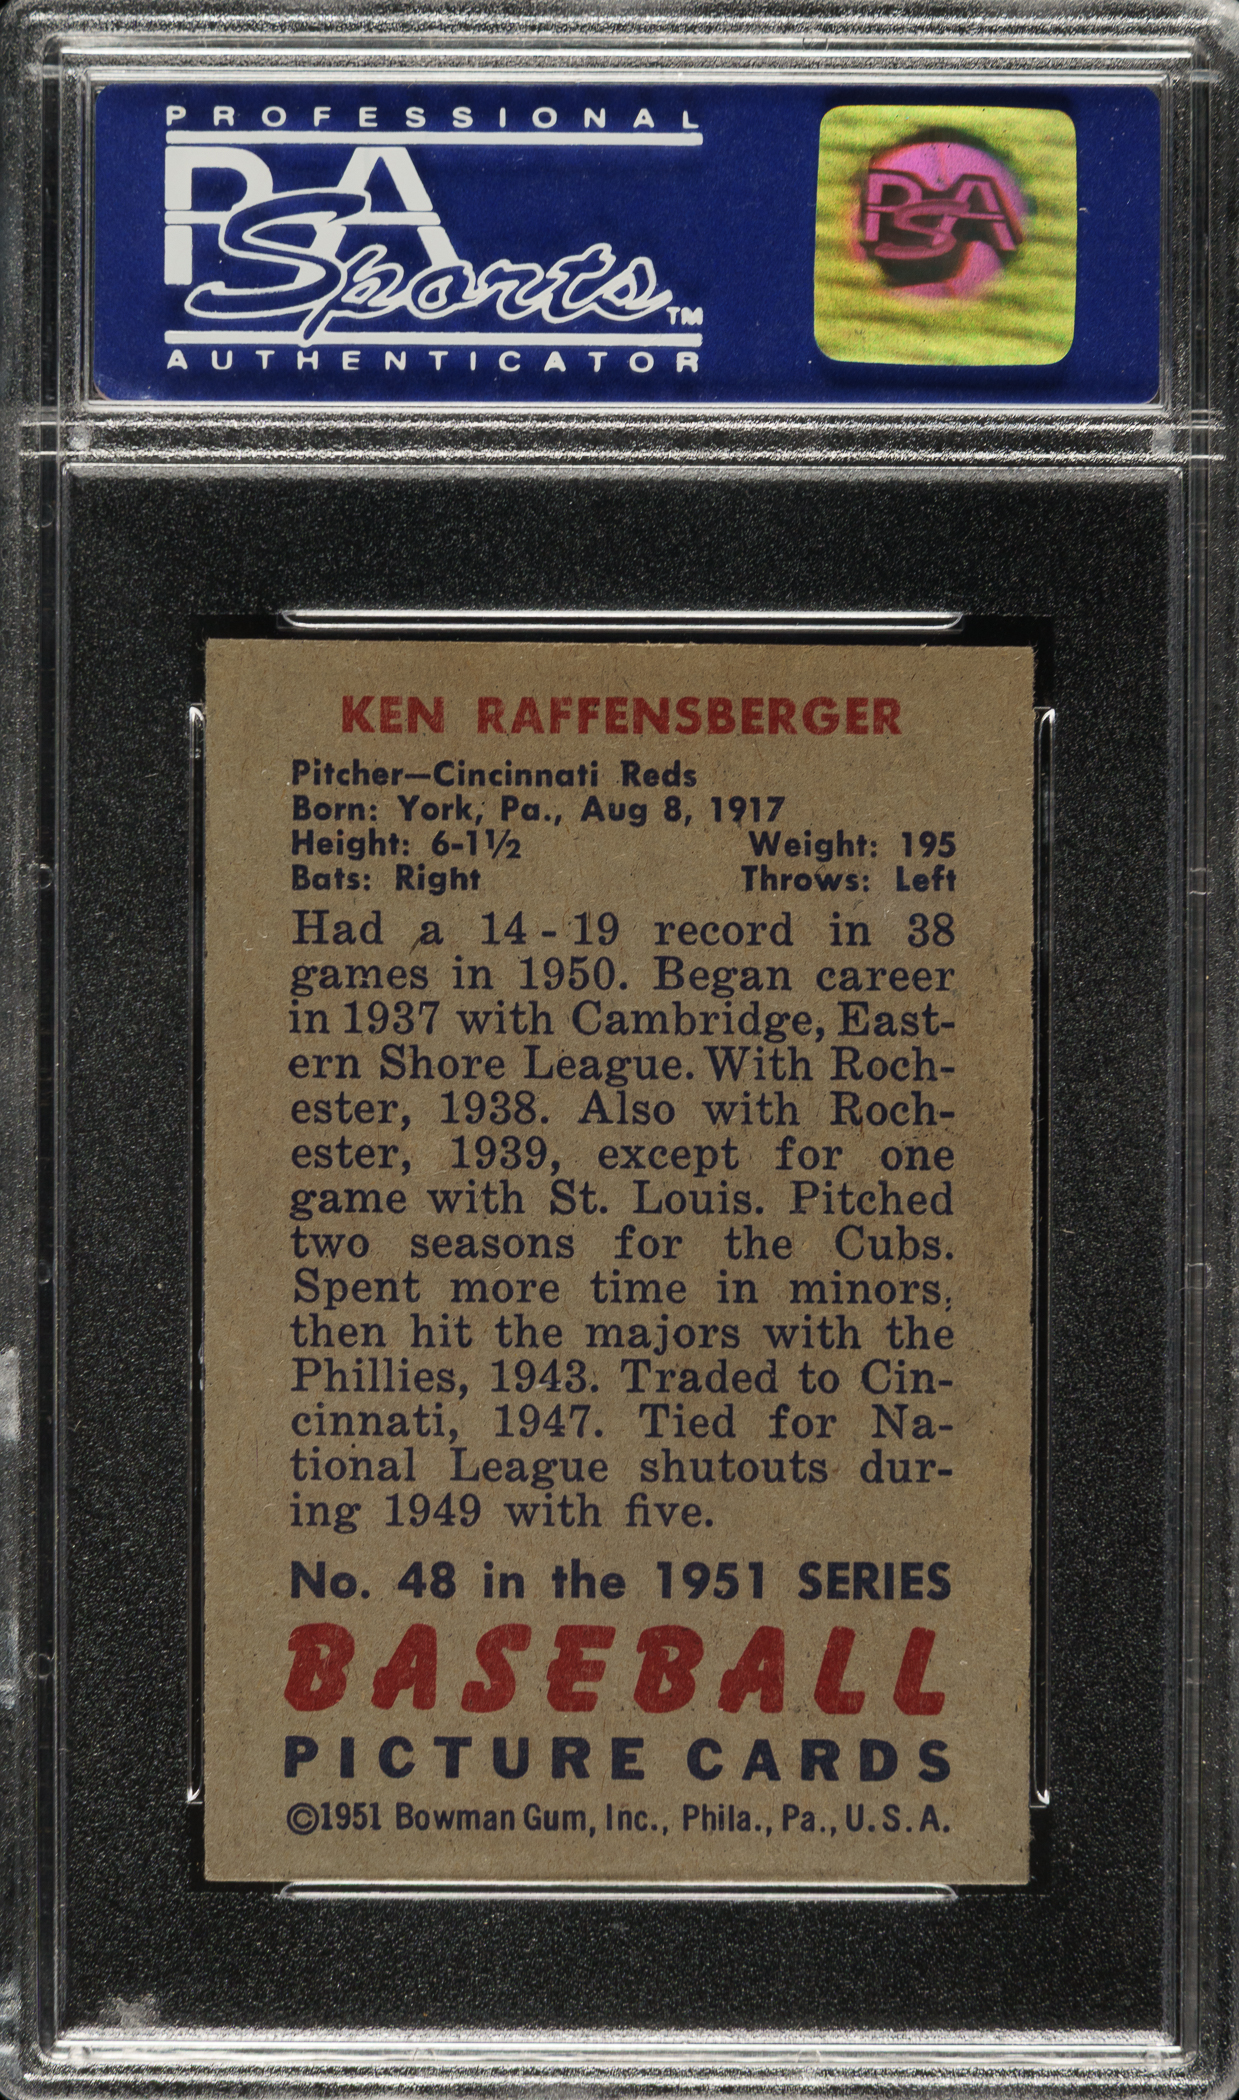 PROFESSIONAL
PSA
Sports™
AUTHENTICATOR
PSA
KEN RAFFENSBERGER
Pitcher—Cincinnati Reds
Born: York, Pa., Aug 8, 1917
Height: 6-1½ Weight: 195
Bats: Right Throws: Left
Had a 14-19 record in 38
games in 1950. Began career
in 1937 with Cambridge, East-
ern Shore League. With Roch-
ester, 1938. Also with Roch-
ester, 1939, except for one
game with St. Louis. Pitched
two seasons for the Cubs.
Spent more time in minors,
then hit the majors with the
Phillies, 1943. Traded to Cin-
cinnati, 1947. Tied for Na-
tional League shutouts dur-
ing 1949 with five.
No. 48 in the 1951 SERIES
BASEBALL
PICTURE CARDS
©1951 Bowman Gum, Inc., Phila., Pa., U.S.A.